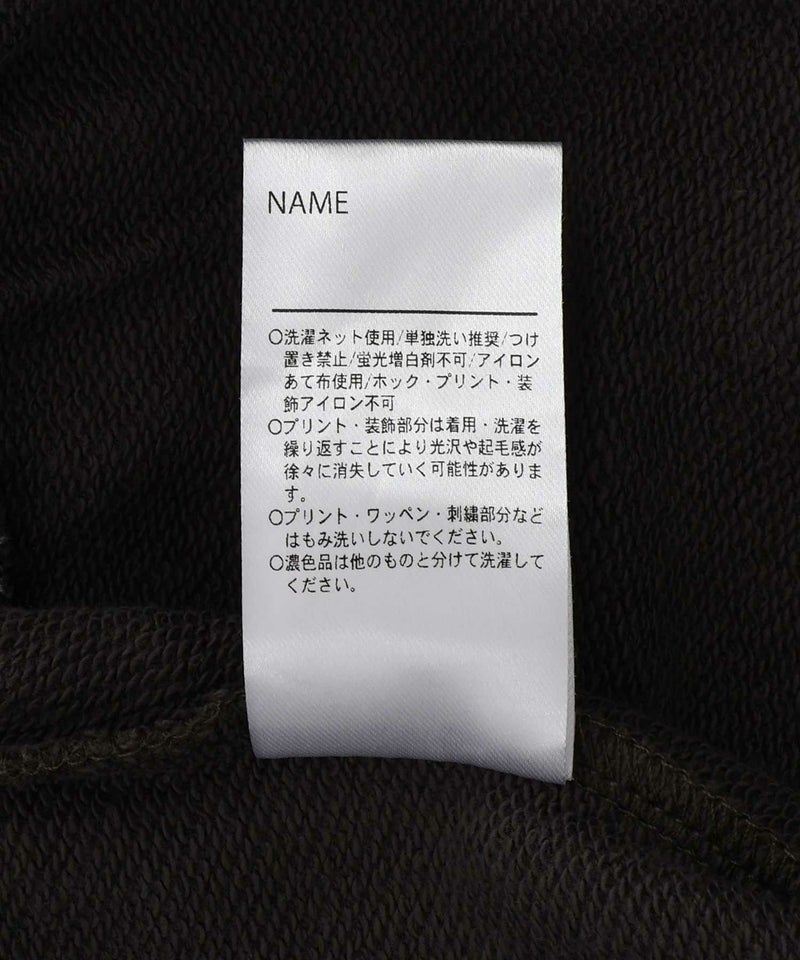 NAME
○洗濯ネット使用/単独洗い推奨/つけ
置き禁止/蛍光増白剤不可/アイロン
あて布使用/ホック・プリント・装
飾アイロン不可
○プリント・装飾部分は着用・洗濯を
繰り返すことにより光沢や起毛感が
徐々に消失していく可能性がありま
す。
○プリント・ワッペン・刺繍部分など
はもみ洗いしないでください。
○濃色品は他のものと分けて洗濯して
ください。